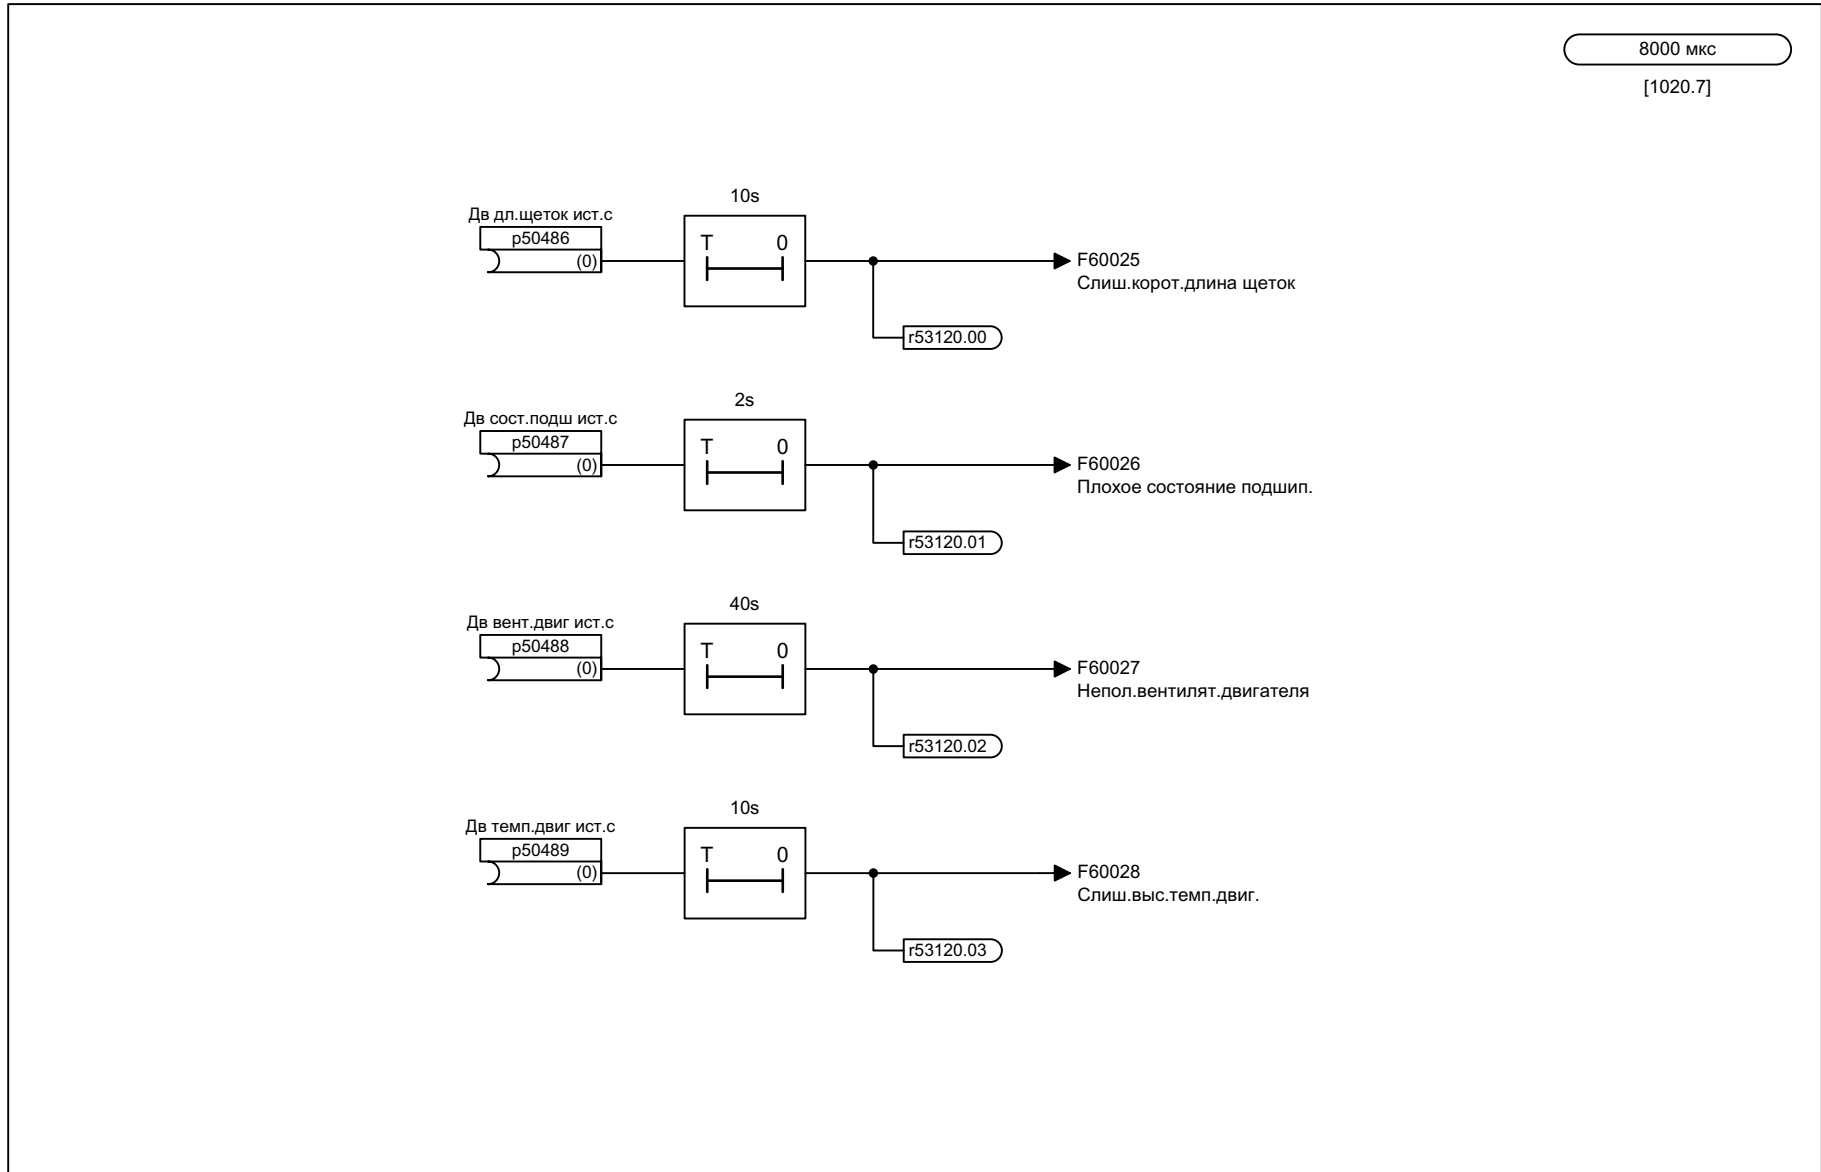 8000 мкс
[1020.7]
10s
Дв дл.щеток ист.с
p50486
(0)
T 0
F60025
Слиш.корот.длина щеток
r53120.00
2s
Дв сост.подш ист.с
p50487
(0)
T 0
F60026
Плохое состояние подшип.
r53120.01
40s
Дв вент.двиг ист.с
p50488
(0)
T 0
F60027
Непол.вентилят.двигателя
r53120.02
10s
Дв темп.двиг ист.с
p50489
(0)
T 0
F60028
Слиш.выс.темп.двиг.
r53120.03